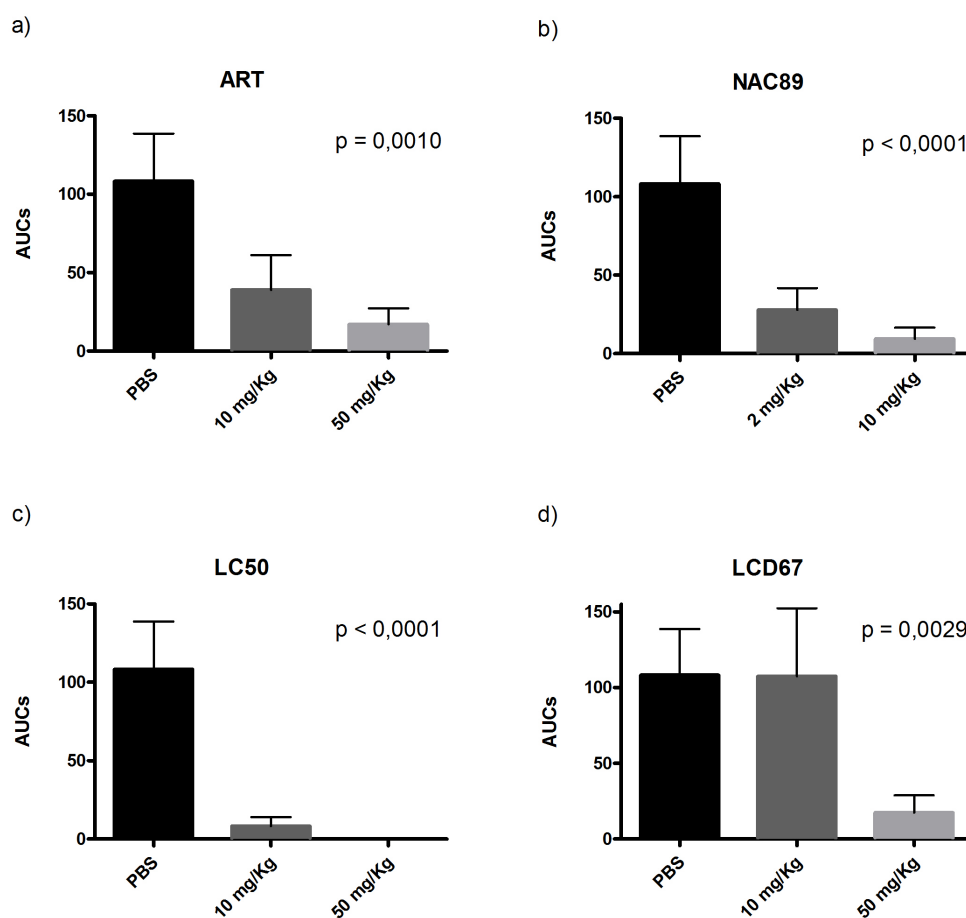 a)
ART
p = 0,0010
AUCs
150
100
50
0
PBS
10 mg/Kg
50 mg/Kg
b)
NAC89
p < 0,0001
AUCs
150
100
50
0
PBS
2 mg/Kg
10 mg/Kg
c)
LC50
p < 0,0001
AUCs
150
100
50
0
PBS
10 mg/Kg
50 mg/Kg
d)
LCD67
p = 0,0029
AUCs
150
100
50
0
PBS
10 mg/Kg
50 mg/Kg